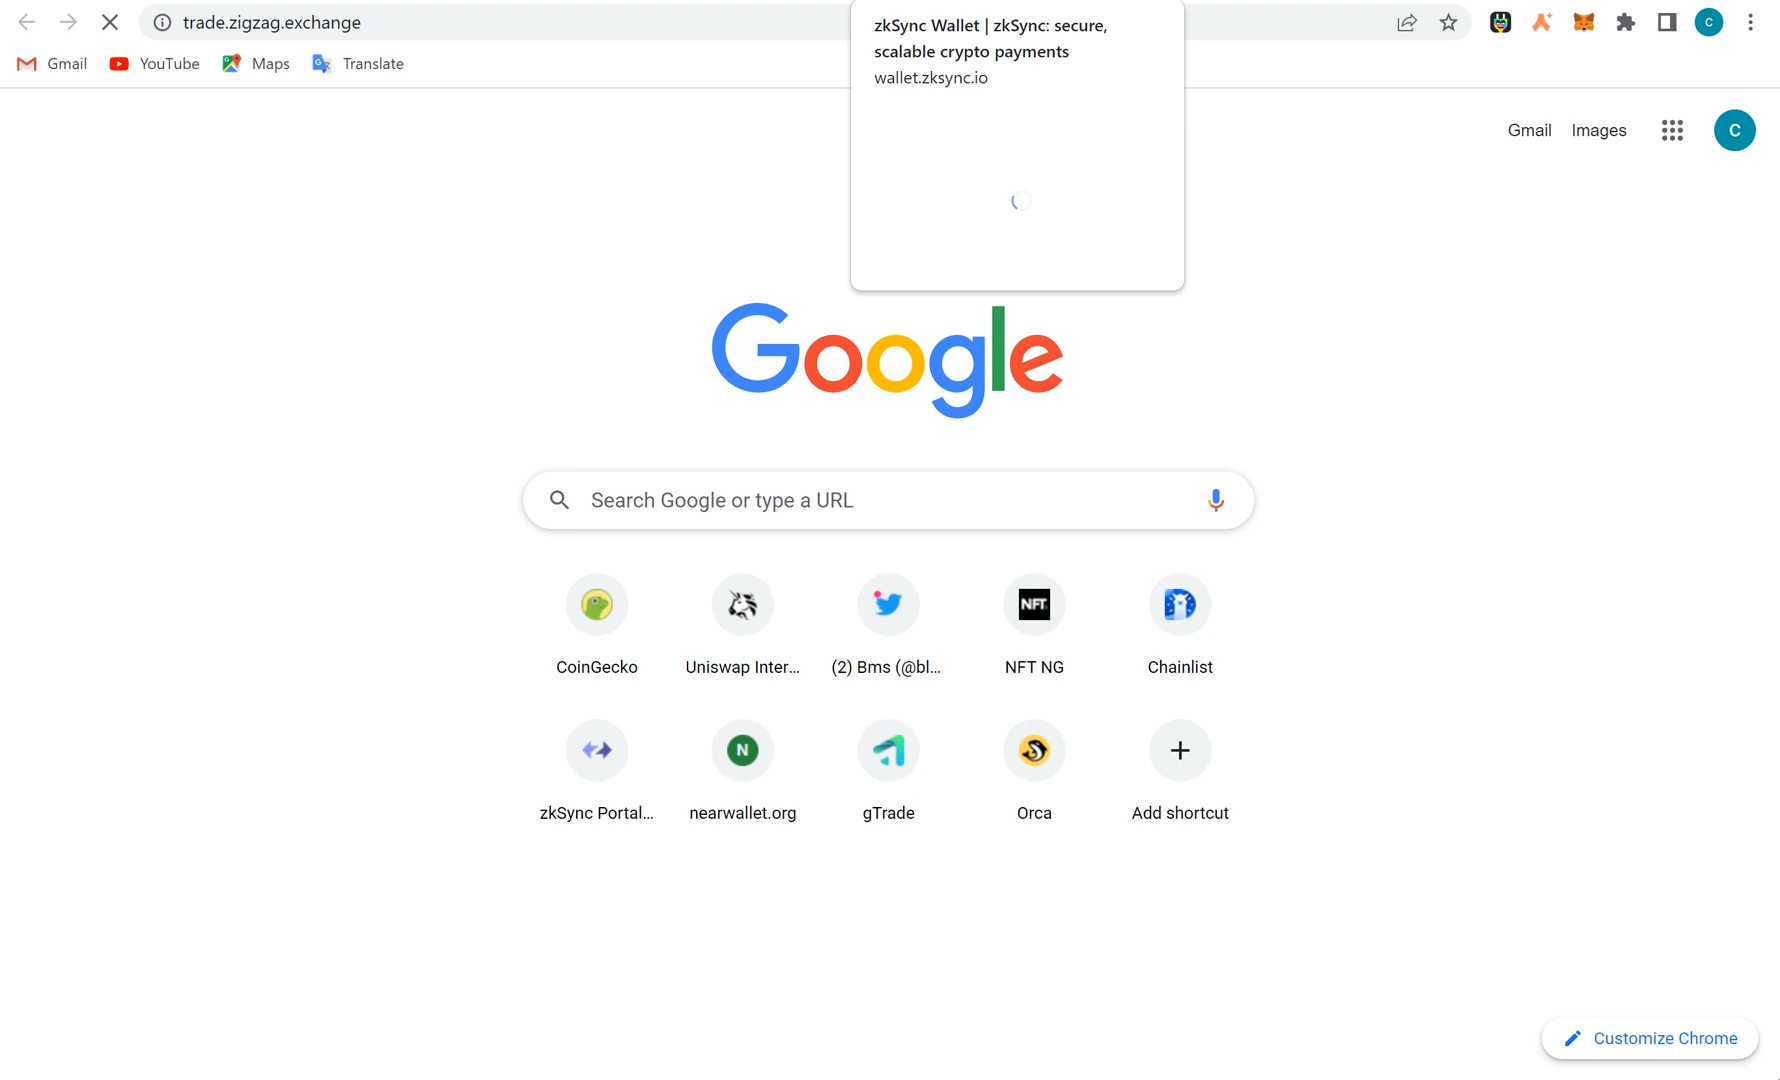 trade.zigzag.exchange
zkSync Wallet | zkSync: secure,
scalable crypto payments
wallet.zksync.io
C
Gmail
YouTube
Maps
Translate
Gmail
Images
C
Google
Search Google or type a URL
NFT
CoinGecko
Uniswap Inter...
(2) Bms (@bl...
NFT NG
Chainlist
N
zkSync Portal...
nearwallet.org
gTrade
Orca
Add shortcut
Customize Chrome